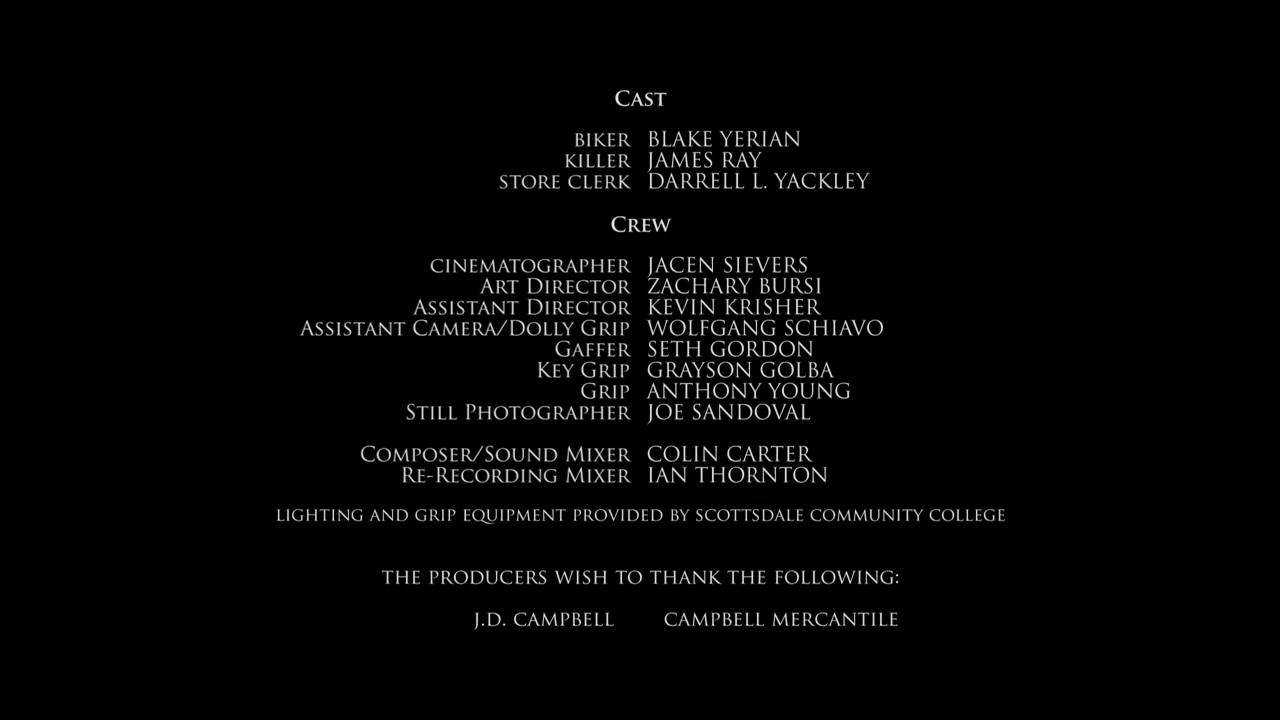 Cast
BIKER BLAKE YERIAN
KILLER JAMES RAY
STORE CLERK DARRELL L. YACKLEY
Crew
CINEMATOGRAPHER JACEN SIEVERS
Art Director ZACHARY BURSI
Assistant Director KEVIN KRISHER
Assistant Camera/Dolly Grip WOLFGANG SCHIAVO
Gaffer SETH GORDON
Key Grip GRAYSON GOLBA
Grip ANTHONY YOUNG
Still Photographer JOE SANDOVAL
Composer/Sound Mixer COLIN CARTER
Re-Recording Mixer IAN THORNTON
LIGHTING AND GRIP EQUIPMENT PROVIDED BY SCOTTSDALE COMMUNITY COLLEGE
THE PRODUCERS WISH TO THANK THE FOLLOWING:
J.D. CAMPBELL CAMPBELL MERCANTILE